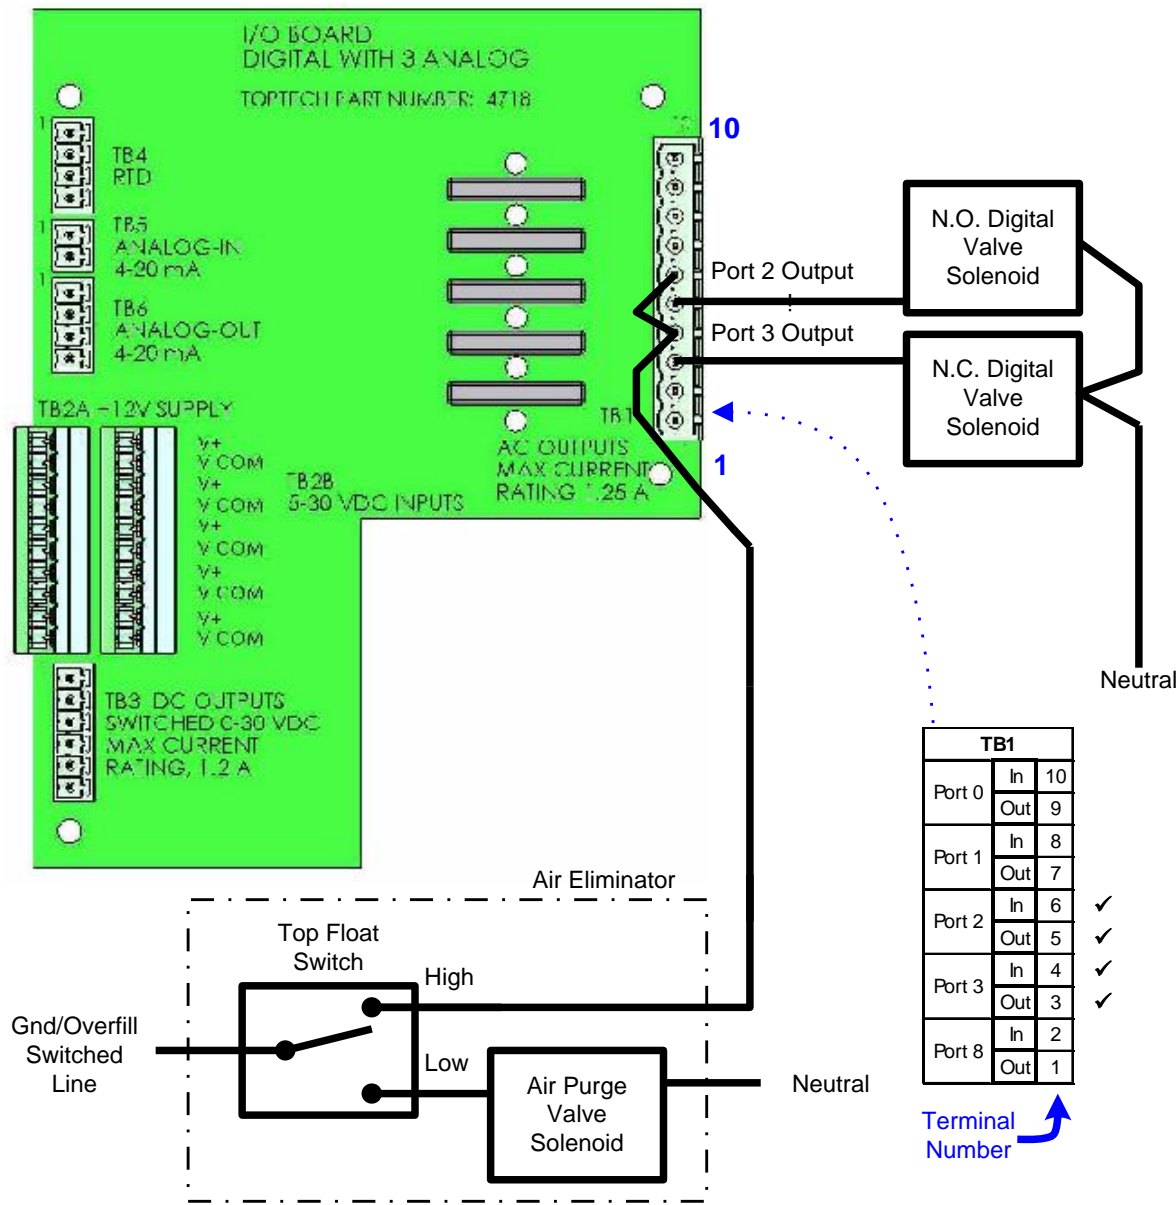 I/O BOARD
DIGITAL WITH 3 ANALOG
TOPTECH PART NUMBER: 4718
10
10
1
TB4
RTD
1
TB5
ANALOG-IN
4-20 mA
1
TB6
ANALOG-OUT
4-20 mA
N.O. Digital
Valve
Solenoid
Port 2 Output
Port 3 Output
N.C. Digital
Valve
Solenoid
TB1
1
AC OUTPUTS
MAX CURRENT
RATING, 1.25 A
TB2A -12V SUPPLY
V+
V COM
V+
V COM
V+
V COM
V+
V COM
V+
V COM
TB2B
5-30 VDC INPUTS
TB3 DC OUTPUTS
SWITCHED 0-30 VDC
MAX CURRENT
RATING, 1.2 A
Neutral
TB1
Port 0 In 10
Out 9
Port 1 In 8
Out 7
Port 2 In 6 ✓
Out 5 ✓
Port 3 In 4 ✓
Out 3 ✓
Port 8 In 2
Out 1
Terminal
Number
Air Eliminator
Top Float
Switch
High
Gnd/Overfill
Switched
Line
Low
Air Purge
Valve
Solenoid
Neutral